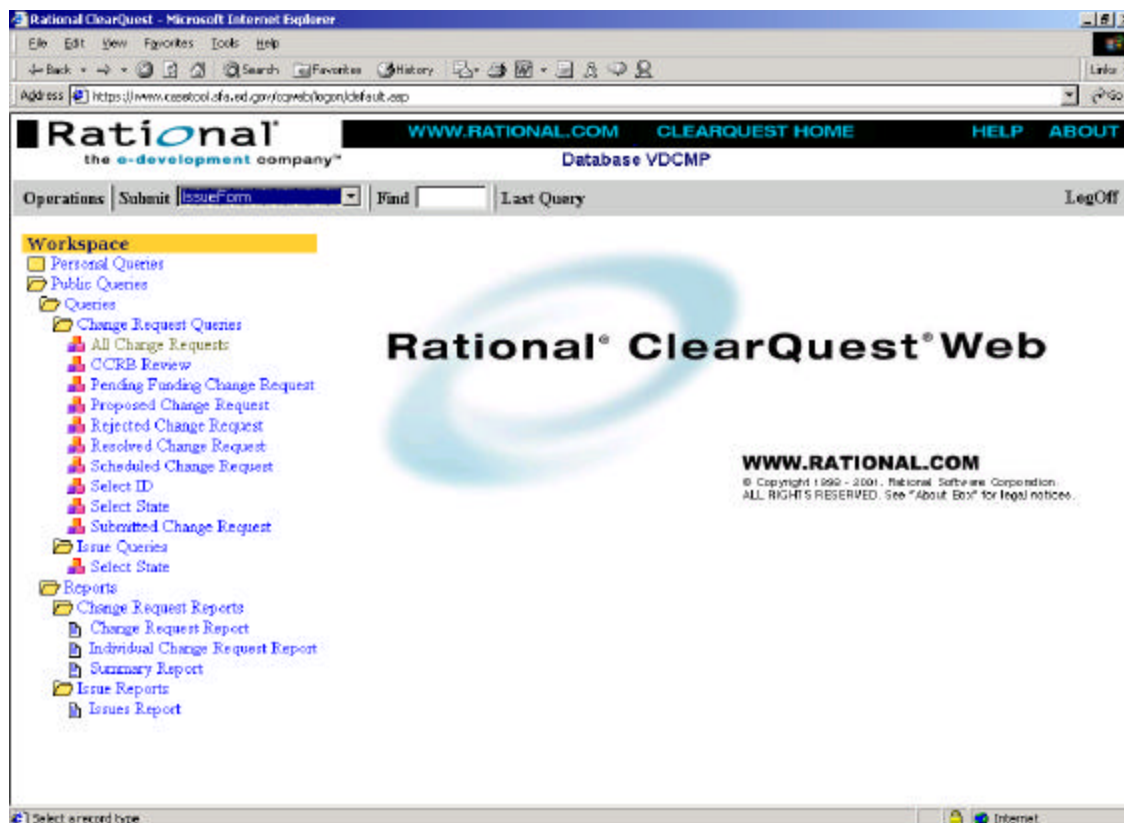 Rational ClearQuest - Microsoft Internet Explorer
File Edit View Favorites Tools Help
Back Search Favorites History Links
Address https://www.casetool.sfa.ed.gov/cqweb/logon/default.asp Go
Rational® WWW.RATIONAL.COM CLEARQUEST HOME HELP ABOUT
the e-development company™ Database VDCMP
Operations Submit IssueForm Find Last Query LogOff
Workspace
Personal Queries
Public Queries
Queries
Change Request Queries
All Change Requests
CCRB Review
Pending Funding Change Request
Proposed Change Request
Rejected Change Request
Resolved Change Request
Scheduled Change Request
Select ID
Select State
Submitted Change Request
Issue Queries
Select State
Reports
Change Request Reports
Change Request Report
Individual Change Request Report
Summary Report
Issue Reports
Issues Report
Rational® ClearQuest® Web
WWW.RATIONAL.COM
© Copyright 1998 - 2001. Rational Software Corporation.
ALL RIGHTS RESERVED. See "About Box" for legal notices.
Select a record type Internet